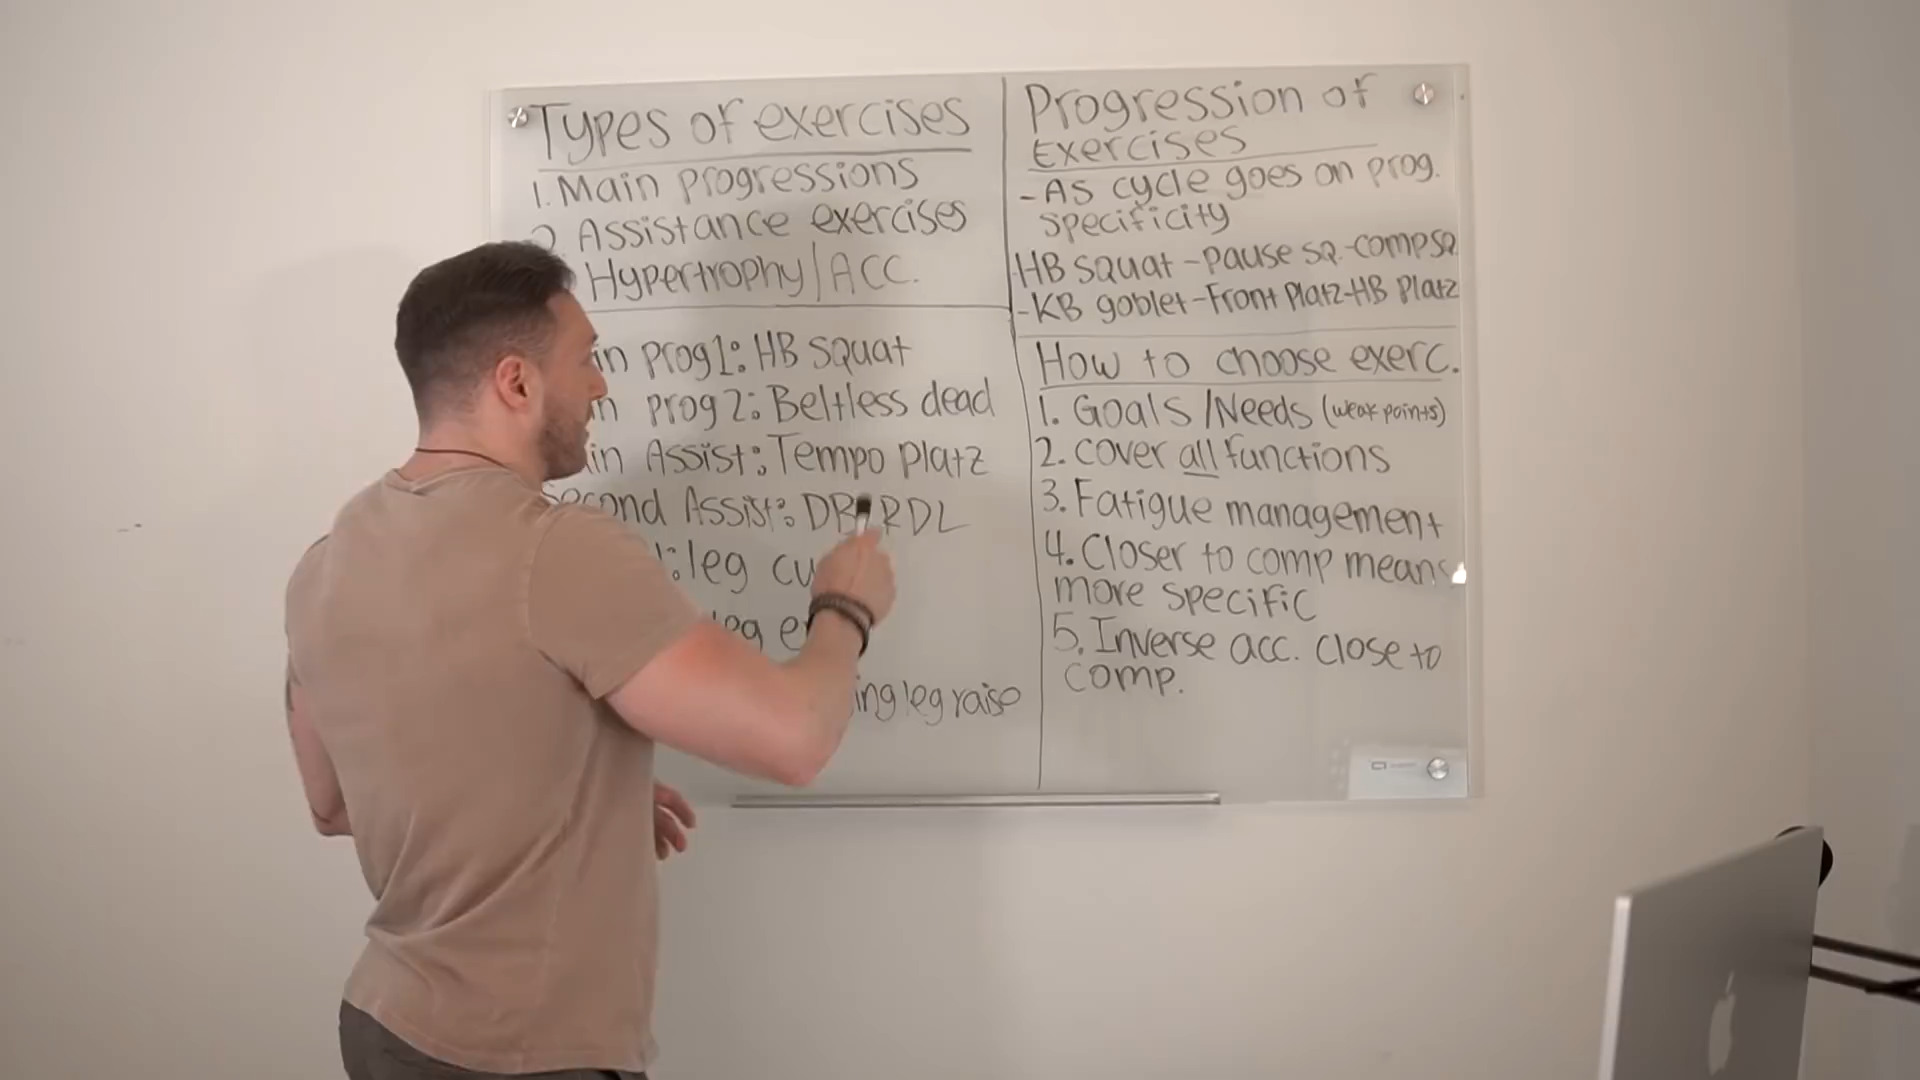 Types of exercises
1. Main progressions
2. Assistance exercises
Hypertrophy/ACC.
in prog1: HB squat
n prog 2: Beltless dead
in Assist: Tempo Platz
Second Assist: DB RDL
: leg cu
leg e
ing leg raise
Progression of
Exercises
- As cycle goes on prog.
specificity
HB squat - pause sq. - comp sq
- KB goblet - Front Platz - HB Platz
How to choose exerc.
1. Goals / Needs (weak points)
2. cover all functions
3. Fatigue management
4. Closer to comp means
more specific
5. Inverse acc. close to
comp.